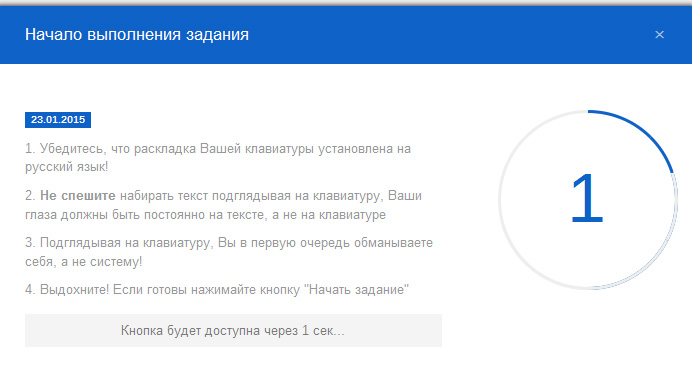 Начало выполнения задания
×
23.01.2015
1. Убедитесь, что раскладка Вашей клавиатуры установлена на
русский язык!
2. Не спешите набирать текст подглядывая на клавиатуру, Ваши
глаза должны быть постоянно на тексте, а не на клавиатуре
3. Подглядывая на клавиатуру, Вы в первую очередь обманываете
себя, а не систему!
4. Выдохните! Если готовы нажимайте кнопку "Начать задание"
Кнопка будет доступна через 1 сек...
1